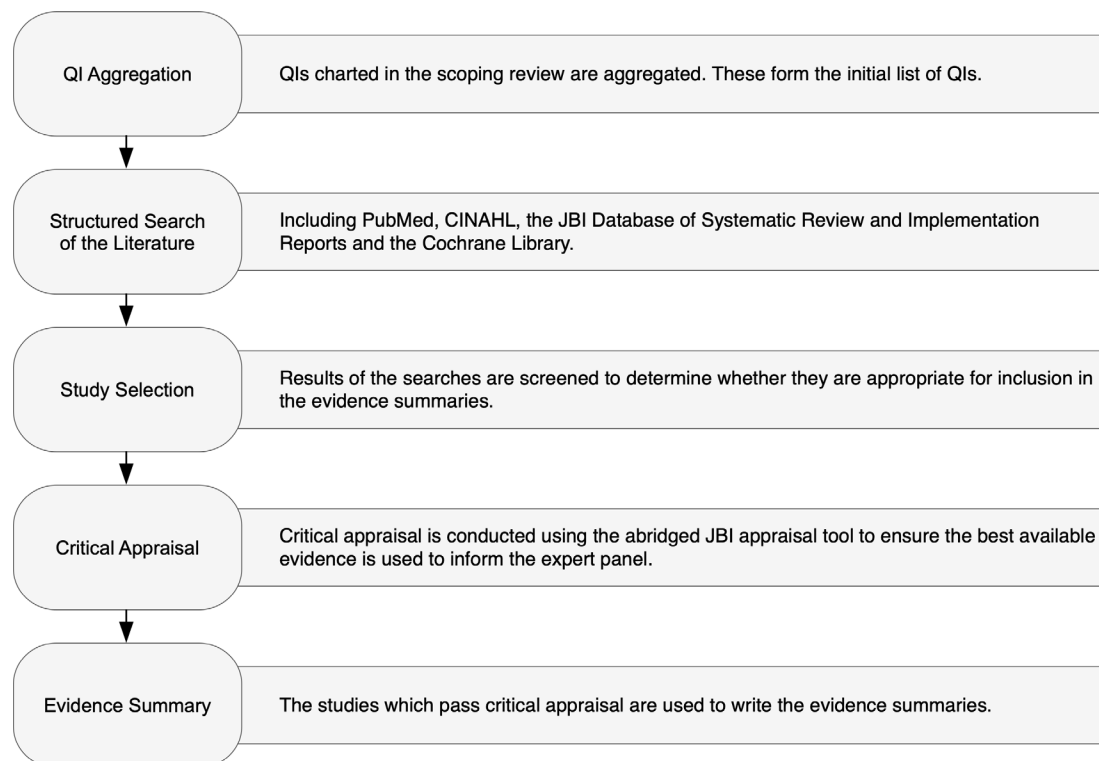 QI Aggregation
QIs charted in the scoping review are aggregated. These form the initial list of QIs.
Structured Search
of the Literature
Including PubMed, CINAHL, the JBI Database of Systematic Review and Implementation
Reports and the Cochrane Library.
Study Selection
Results of the searches are screened to determine whether they are appropriate for inclusion in
the evidence summaries.
Critical Appraisal
Critical appraisal is conducted using the abridged JBI appraisal tool to ensure the best available
evidence is used to inform the expert panel.
Evidence Summary
The studies which pass critical appraisal are used to write the evidence summaries.